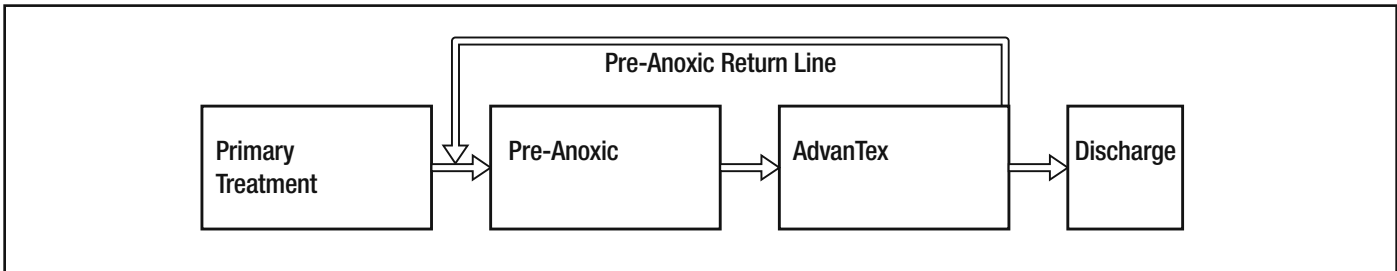 Pre-Anoxic Return Line
Primary
Treatment
Pre-Anoxic
AdvanTex
Discharge